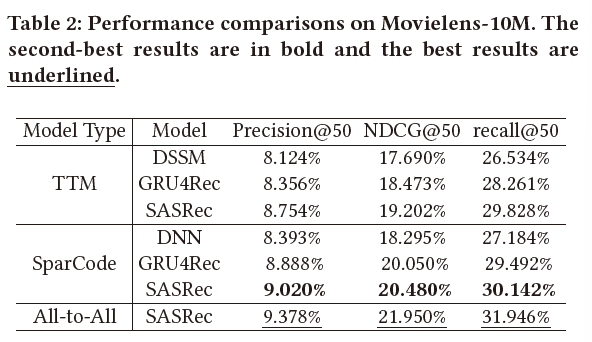 Table 2: Performance comparisons on Movielens-10M. The
second-best results are in bold and the best results are
underlined.
Model Type Model Precision@50 NDCG@50 recall@50
DSSM 8.124% 17.690% 26.534%
TTM GRU4Rec 8.356% 18.473% 28.261%
SASRec 8.754% 19.202% 29.828%
DNN 8.393% 18.295% 27.184%
SparCode GRU4Rec 8.888% 20.050% 29.492%
SASRec 9.020% 20.480% 30.142%
All-to-All SASRec 9.378% 21.950% 31.946%